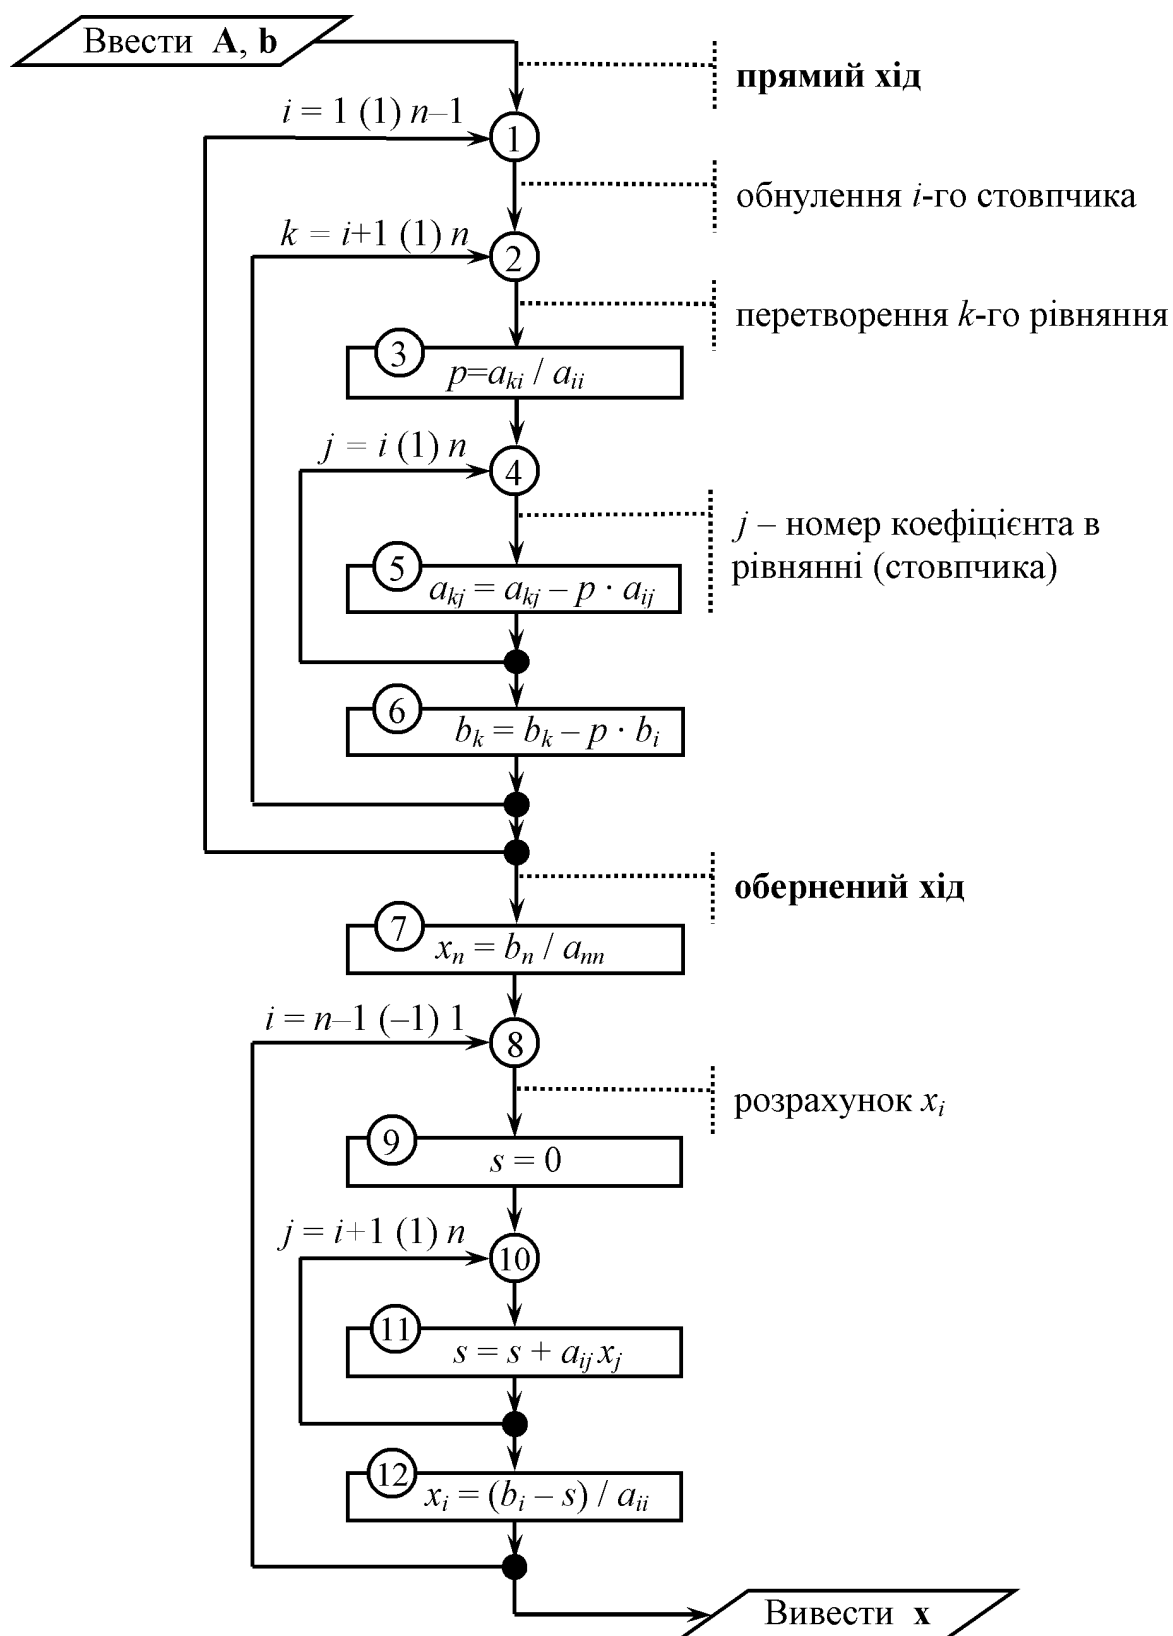 Ввести A, b
прямий хід
i = 1 (1) n–1
1
обнулення i-го стовпчика
k = i+1 (1) n
2
перетворення k-го рівняння
3
p=aki / aii
j = i (1) n
4
j – номер коефіцієнта в
рівнянні (стовпчика)
5
akj = akj – p · aij
6
bk = bk – p · bi
обернений хід
7
xn = bn / ann
i = n–1 (–1) 1
8
розрахунок xi
9
s = 0
j = i+1 (1) n
10
11
s = s + aij xj
12
xi = (bi – s) / aii
Вивести x